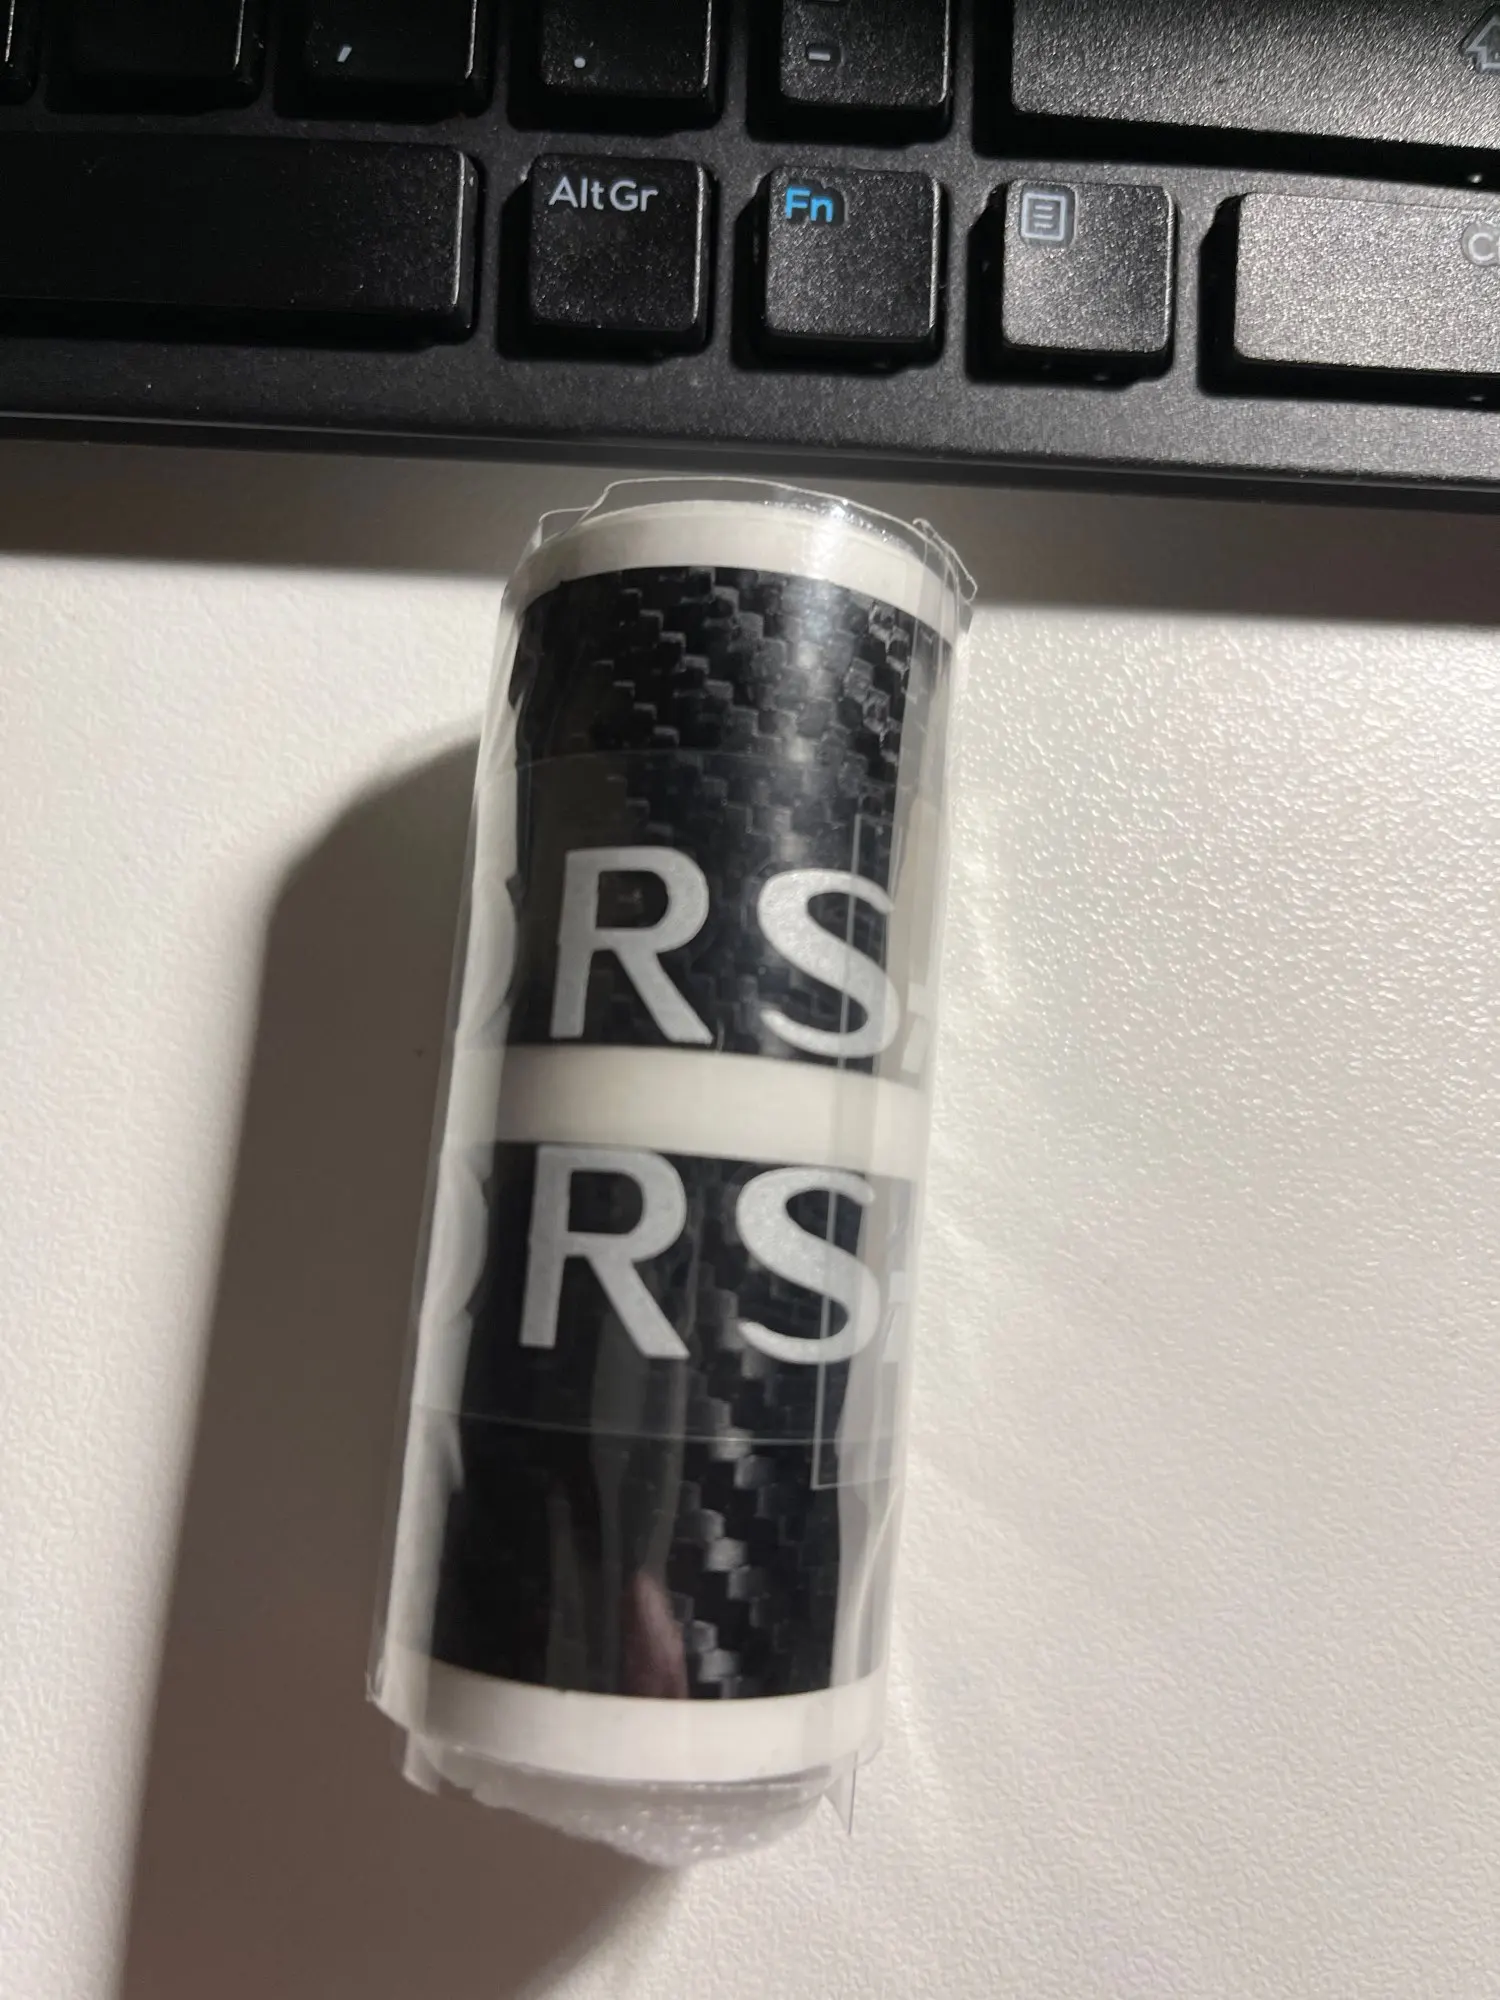 , . -
AltGr Fn
RS
RS